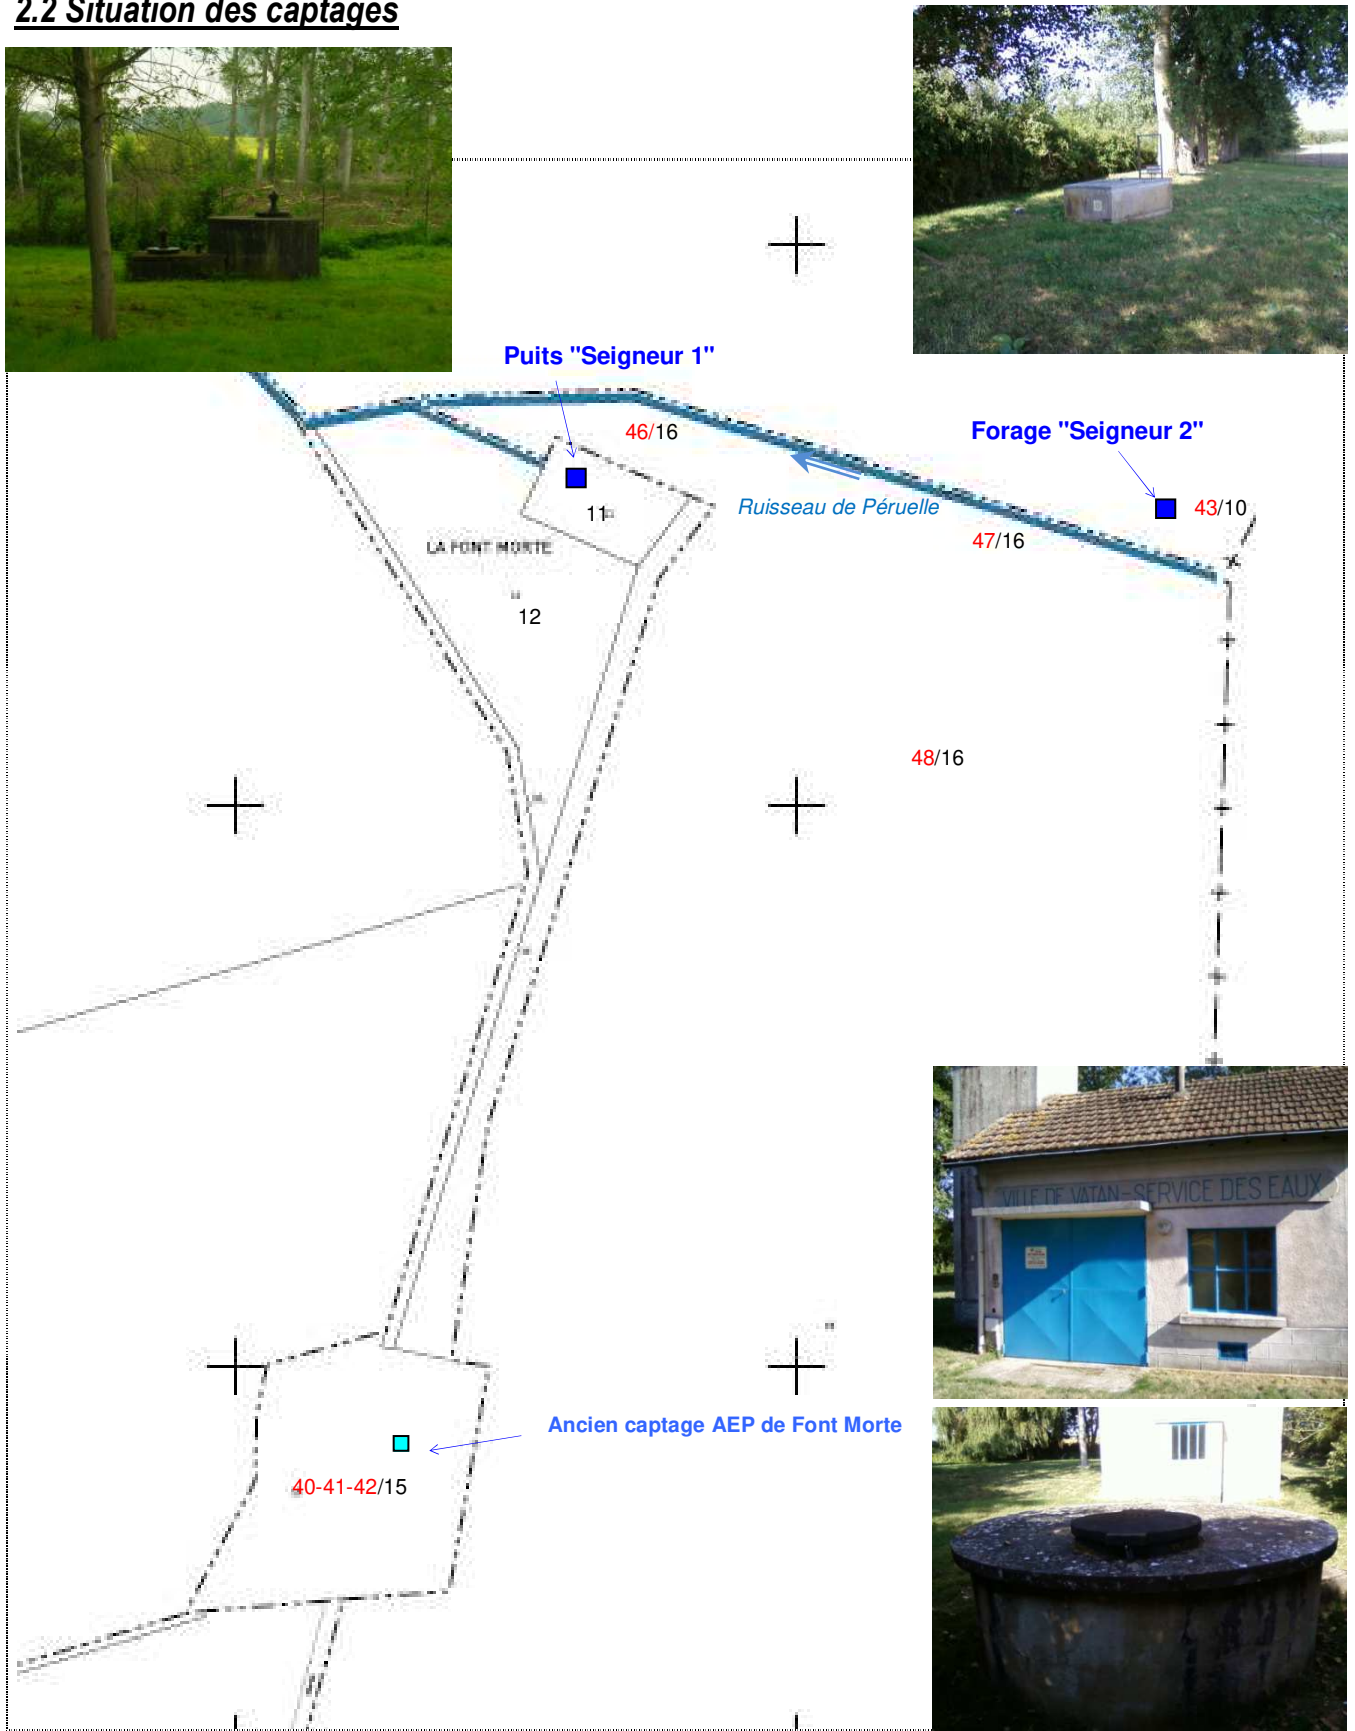 2.2 Situation des captages
Puits "Seigneur 1"
Forage "Seigneur 2"
46/16
43/10
Ruisseau de Péruelle
11
47/16
LA FONT MORTE
12
48/16
VILLE DE VATAN - SERVICE DES EAUX
Ancien captage AEP de Font Morte
40-41-42/15